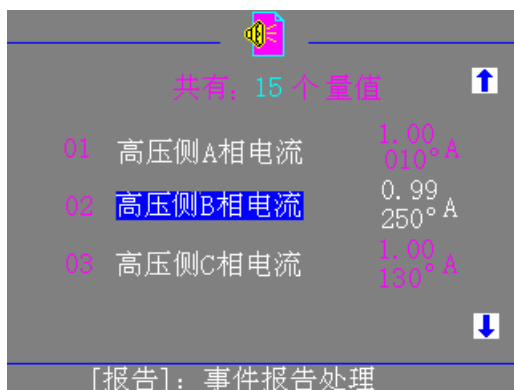 共有：15个量值
01 高压侧A相电流 1.00 010°A
02 高压侧B相电流 0.99 250°A
03 高压侧C相电流 1.00 130°A
[报告]：事件报告处理